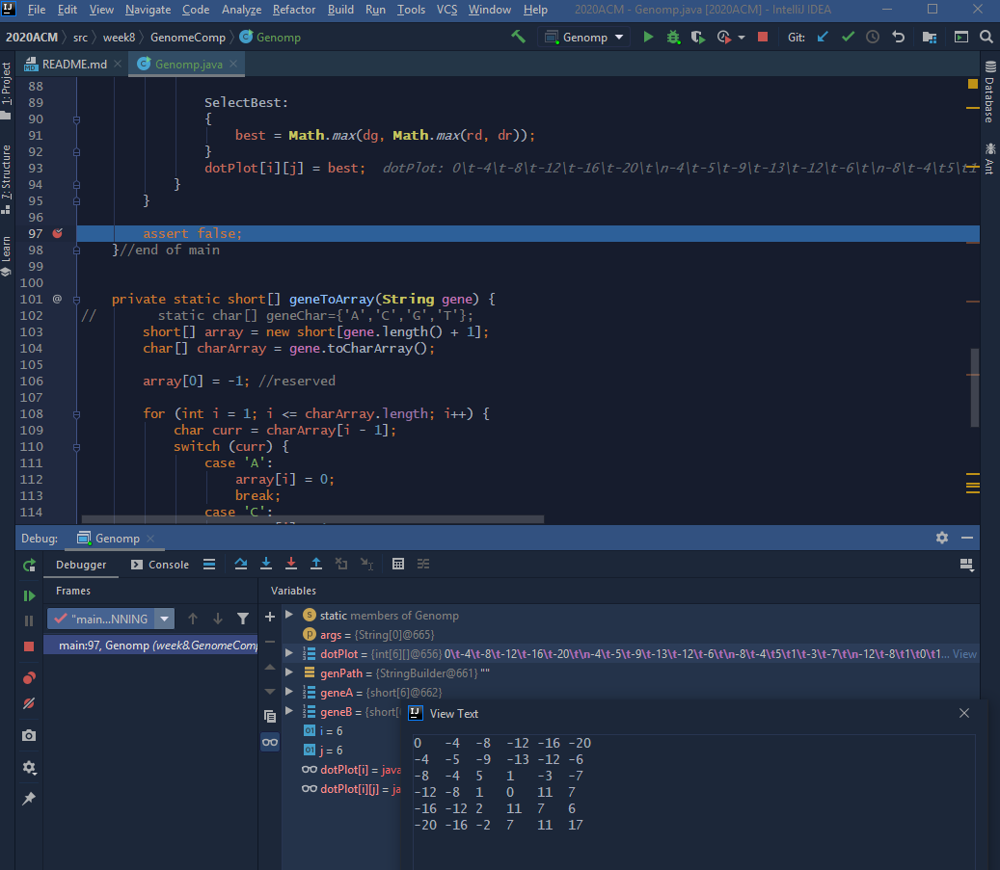 File Edit View Navigate Code Analyze Refactor Build Run Tools VCS Window Help 2020ACM - Genomp.java [2020ACM] - IntelliJ IDEA
2020ACM src week8 GenomeComp Genomp Genomp Git:
README.md Genomp.java
1: Project
7: Structure
Learn
Database
Ant
88
89 SelectBest:
90 {
91 best = Math.max(dg, Math.max(rd, dr));
92 }
93 dotPlot[i][j] = best; dotPlot: 0\t-4\t-8\t-12\t-16\t-20\t\n-4\t-5\t-9\t-13\t-12\t-6\t\n-8\t-4\t5\t1
94 }
95 }
96
97 assert false;
98 }//end of main
99
100
101 @ private static short[] geneToArray(String gene) {
102 // static char[] geneChar={'A','C','G','T'};
103 short[] array = new short[gene.length() + 1];
104 char[] charArray = gene.toCharArray();
105
106 array[0] = -1; //reserved
107
108 for (int i = 1; i <= charArray.length; i++) {
109 char curr = charArray[i - 1];
110 switch (curr) {
111 case 'A':
112 array[i] = 0;
113 break;
114 case 'C':
Debug: Genomp
Debugger Console
Frames Variables
"main...NNING
main:97, Genomp (week8.GenomeComp
static members of Genomp
args = {String[0]@665}
dotPlot = {int[6][]@656} 0\t-4\t-8\t-12\t-16\t-20\t\n-4\t-5\t-9\t-13\t-12\t-6\t\n-8\t-4\t5\t1\t-3\t-7\t\n-12\t-8\t1\t0\t1... View
genPath = {StringBuilder@661} ""
geneA = {short[6]@662}
geneB = {short[
i = 6
j = 6
dotPlot[i] = java
dotPlot[i][j] = ja
View Text
0 -4 -8 -12 -16 -20
-4 -5 -9 -13 -12 -6
-8 -4 5 1 -3 -7
-12 -8 1 0 11 7
-16 -12 2 11 7 6
-20 -16 -2 7 11 17